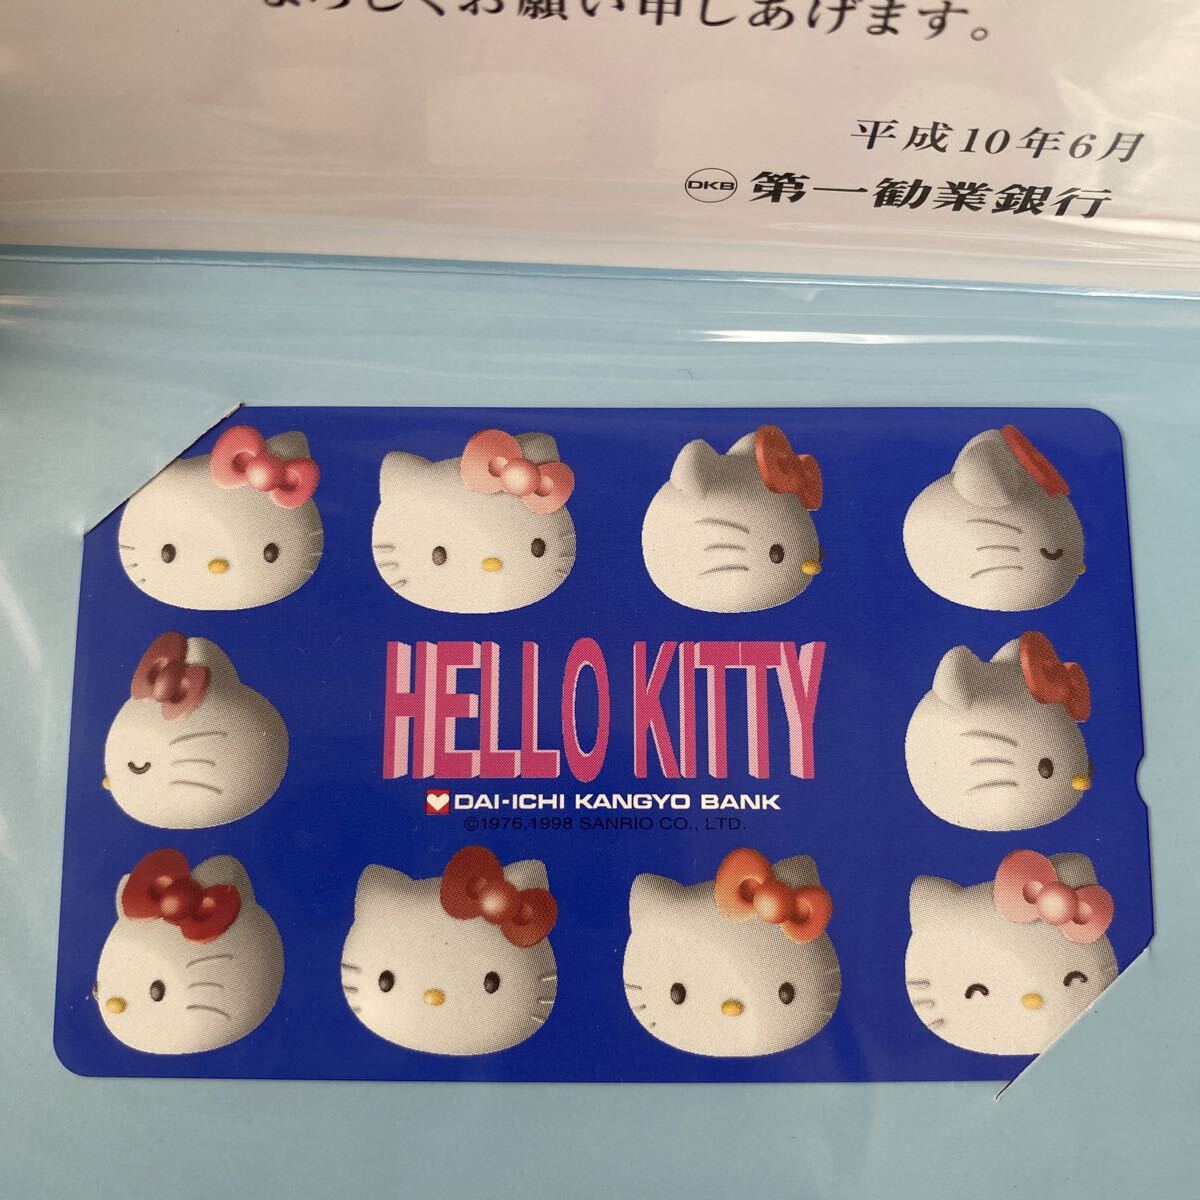 よろしくお願い申しあげます。
平成10年6月
DKB 第一勧業銀行
HELLO KITTY
DAI-ICHI KANGYO BANK
©1976,1998 SANRIO CO., LTD.